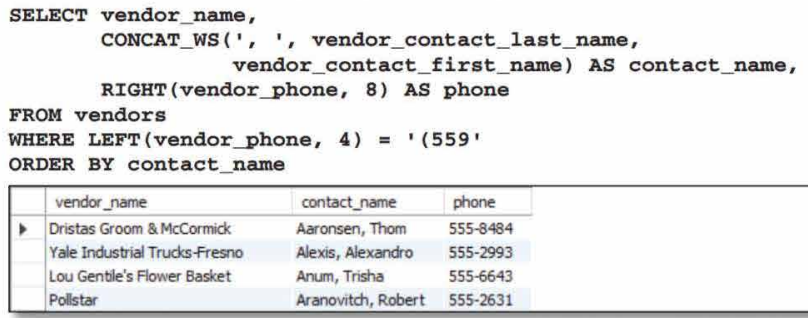 SELECT vendor_name,
CONCAT_WS(', ', vendor_contact_last_name,
vendor_contact_first_name) AS contact_name,
RIGHT(vendor_phone, 8) AS phone
FROM vendors
WHERE LEFT(vendor_phone, 4) = '(559'
ORDER BY contact_name
vendor_name contact_name phone
Dristas Groom & McCormick Aaronsen, Thom 555-8484
Yale Industrial Trucks-Fresno Alexis, Alexandro 555-2993
Lou Gentile's Flower Basket Anum, Trisha 555-6643
Pollstar Aranovitch, Robert 555-2631